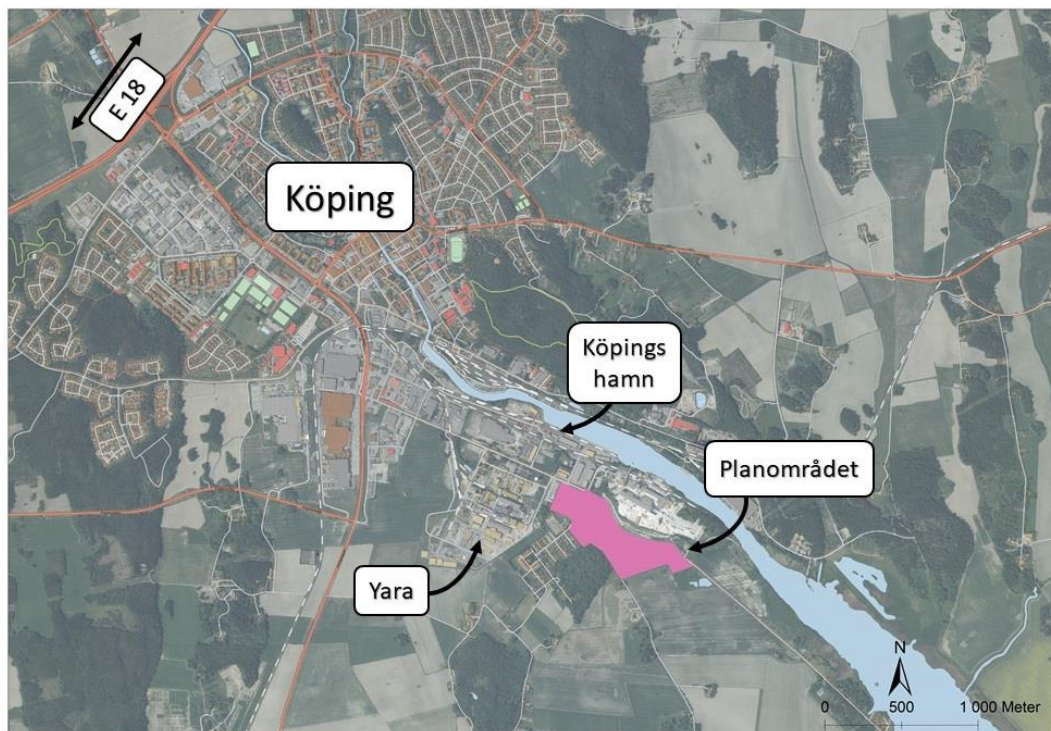 E 18
Köping
Köpings
hamn
Planområdet
Yara
N
0 500 1 000 Meter